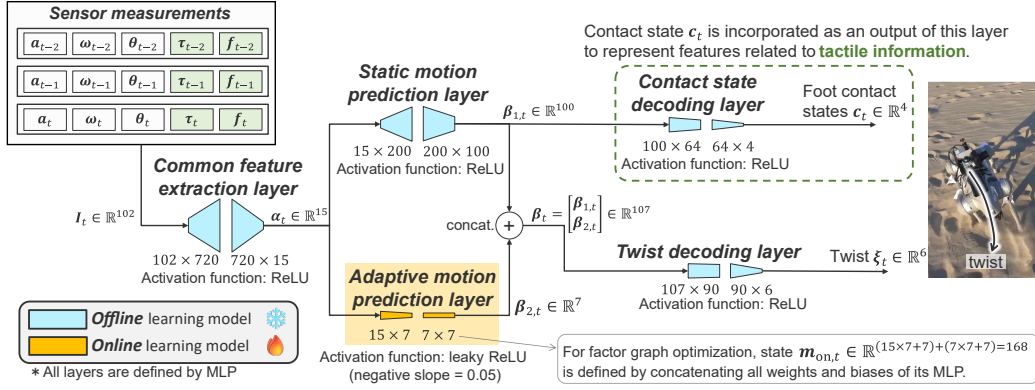 Sensor measurements
a_{t-2} ω_{t-2} θ_{t-2} τ_{t-2} f_{t-2}
a_{t-1} ω_{t-1} θ_{t-1} τ_{t-1} f_{t-1}
a_t ω_t θ_t τ_t f_t
Contact state c_t is incorporated as an output of this layer
to represent features related to tactile information.
Static motion
prediction layer
15 × 200 200 × 100
Activation function: ReLU
β_{1,t} ∈ ℝ^{100}
Contact state
decoding layer
100 × 64 64 × 4
Activation function: ReLU
Foot contact
states c_t ∈ ℝ^4
Common feature
extraction layer
I_t ∈ ℝ^{102}
α_t ∈ ℝ^{15}
102 × 720 720 × 15
Activation function: ReLU
concat. +
β_t = [β_{1,t} β_{2,t}] ∈ ℝ^{107}
Twist decoding layer
107 × 90 90 × 6
Activation function: ReLU
Twist ξ_t ∈ ℝ^6
twist
Adaptive motion
prediction layer
15 × 7 7 × 7
β_{2,t} ∈ ℝ^7
Activation function: leaky ReLU
(negative slope = 0.05)
Offline learning model
Online learning model
* All layers are defined by MLP
For factor graph optimization, state m_{on,t} ∈ ℝ^{(15×7+7)+(7×7+7)=168}
is defined by concatenating all weights and biases of its MLP.